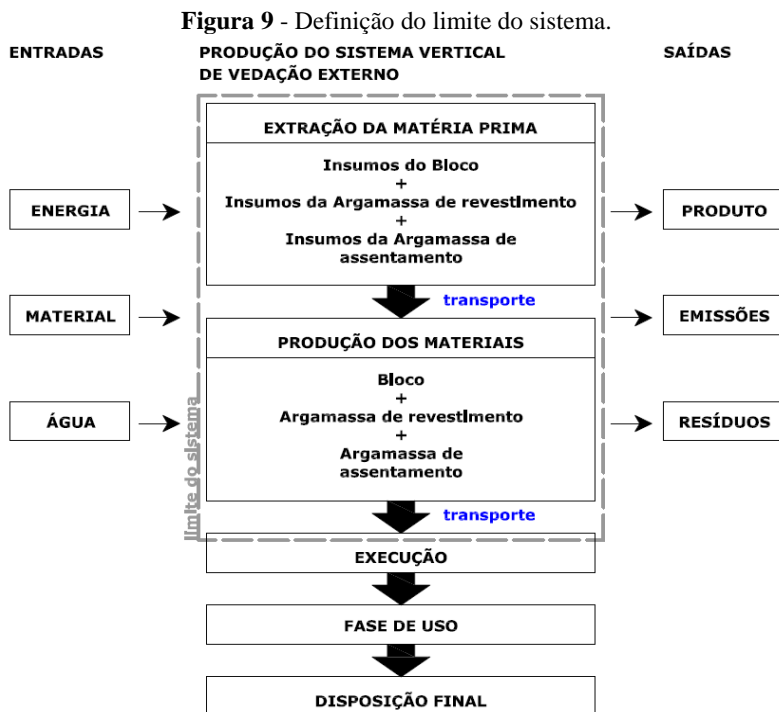 Figura 9 - Definição do limite do sistema.
ENTRADAS
PRODUÇÃO DO SISTEMA VERTICAL
DE VEDAÇÃO EXTERNO
SAÍDAS
EXTRAÇÃO DA MATÉRIA PRIMA
Insumos do Bloco
+
Insumos da Argamassa de revestimento
+
Insumos da Argamassa de
assentamento
ENERGIA
PRODUTO
transporte
MATERIAL
EMISSÕES
PRODUÇÃO DOS MATERIAIS
Bloco
+
Argamassa de revestimento
+
Argamassa de
assentamento
ÁGUA
RESÍDUOS
limite do sistema
transporte
EXECUÇÃO
FASE DE USO
DISPOSIÇÃO FINAL